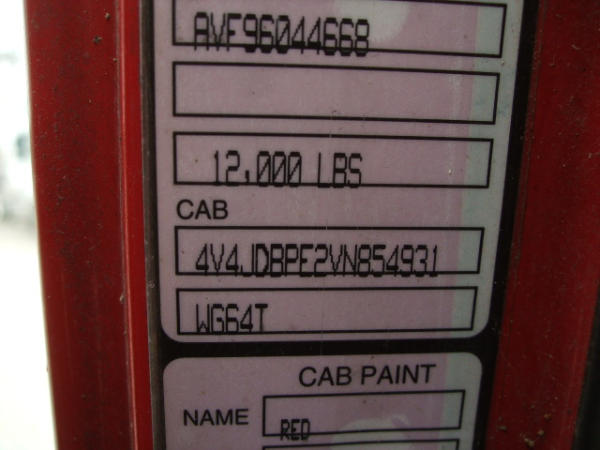 AVF96044668
12,000 LBS
CAB
4V4JDBPE2VN854931
WG64T
CAB PAINT
NAME RED